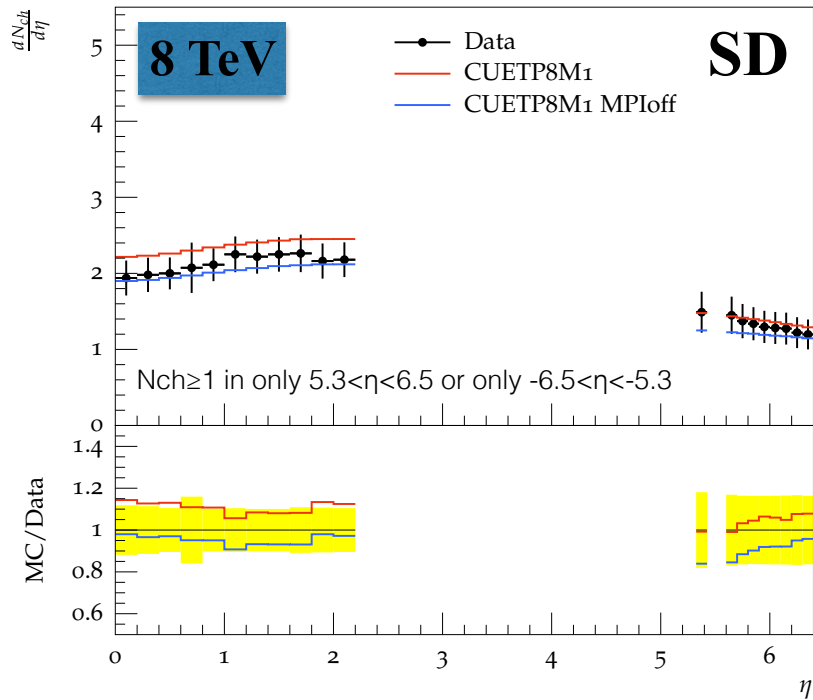 dN_ch/dη
8 TeV
SD
Data
CUETP8M1
CUETP8M1 MPIoff
5
4
3
2
1
0
Nch≥1 in only 5.3<η<6.5 or only -6.5<η<-5.3
MC/Data
1.4
1.2
1
0.8
0.6
0 1 2 3 4 5 6
η